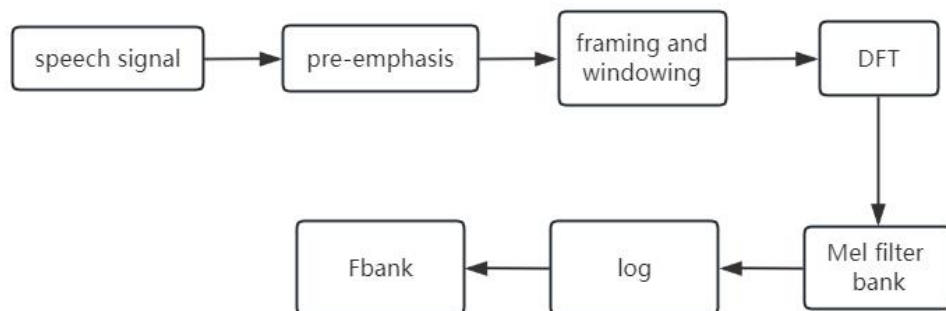 speech signal
pre-emphasis
framing and
windowing
DFT
Mel filter
bank
log
Fbank